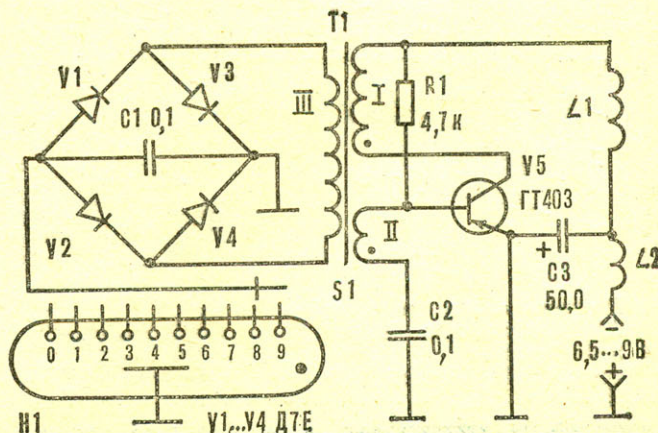 T1
V1
V3
C1 0,1
III
I
R1
4,7 к
L1
V5
ГТ403
V2
V4
II
+
C3
50,0
L2
S1
C2
0,1
6,5...9 В
+
0 1 2 3 4 5 6 7 8 9
H1
V1,...V4 Д7Е